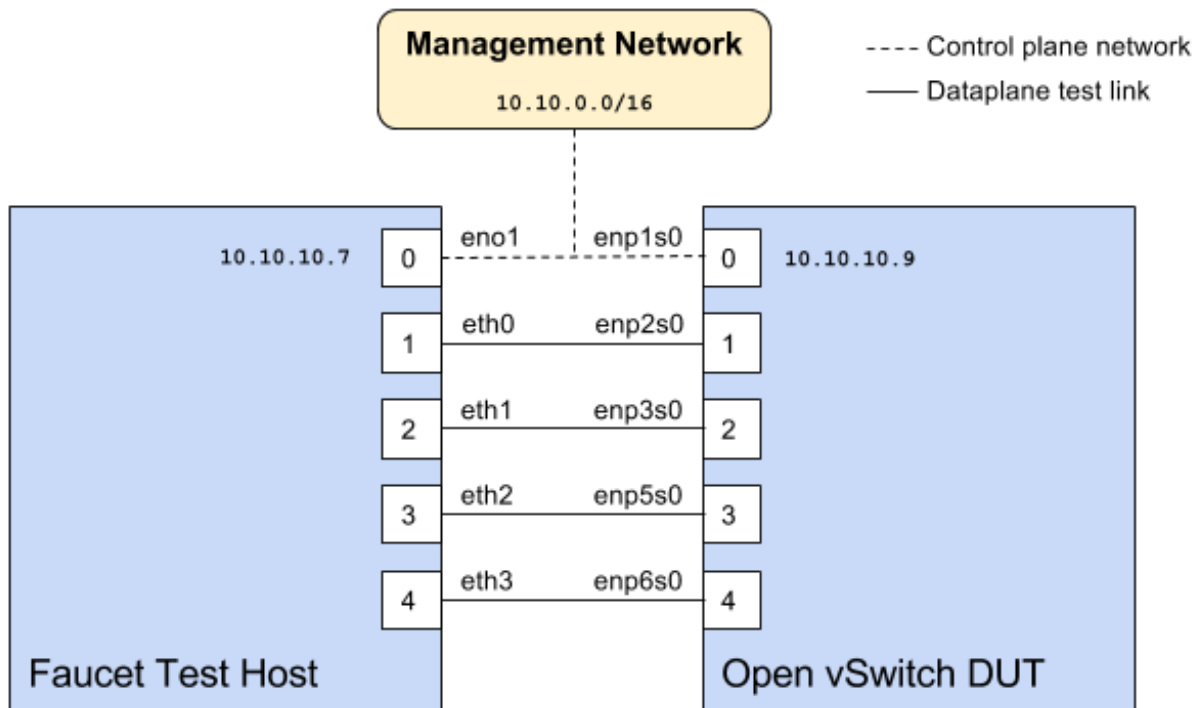 Management Network
10.10.0.0/16
Control plane network
Dataplane test link
10.10.10.7
0
eno1
enp1s0
0
10.10.10.9
1
eth0
enp2s0
1
2
eth1
enp3s0
2
3
eth2
enp5s0
3
4
eth3
enp6s0
4
Faucet Test Host
Open vSwitch DUT